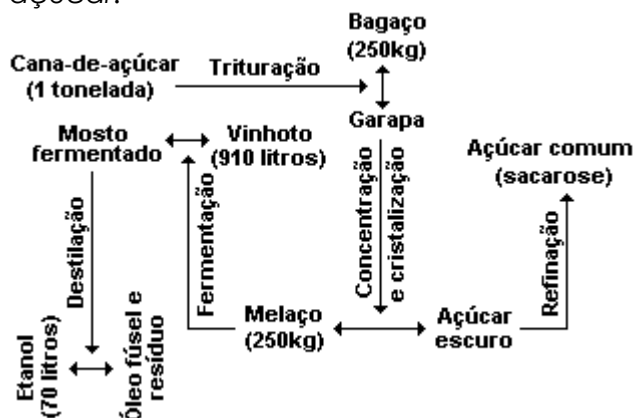 açúcar.
Bagaço
(250kg)
Cana-de-açúcar
(1 tonelada)
Trituração
Garapa
Mosto
fermentado
Vinhoto
(910 litros)
Açúcar comum
(sacarose)
Destilação
Fermentação
Concentração
e cristalização
Refinação
Melaço
(250kg)
Açúcar
escuro
Etanol
(70 litros)
Óleo fúsel e
resíduo